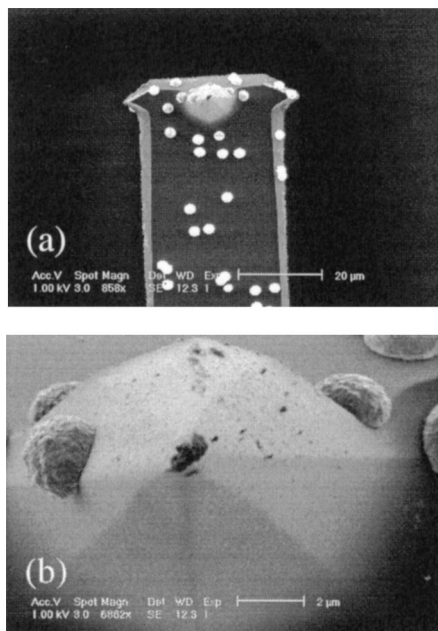 (a)
Acc.V Spot Magn Det WD Exp
1.00 kV 3.0 858x SE 12.3 1 20 µm
(b)
Acc.V Spot Magn Det WD Exp
1.00 kV 3.0 6862x SE 12.3 1 2 µm